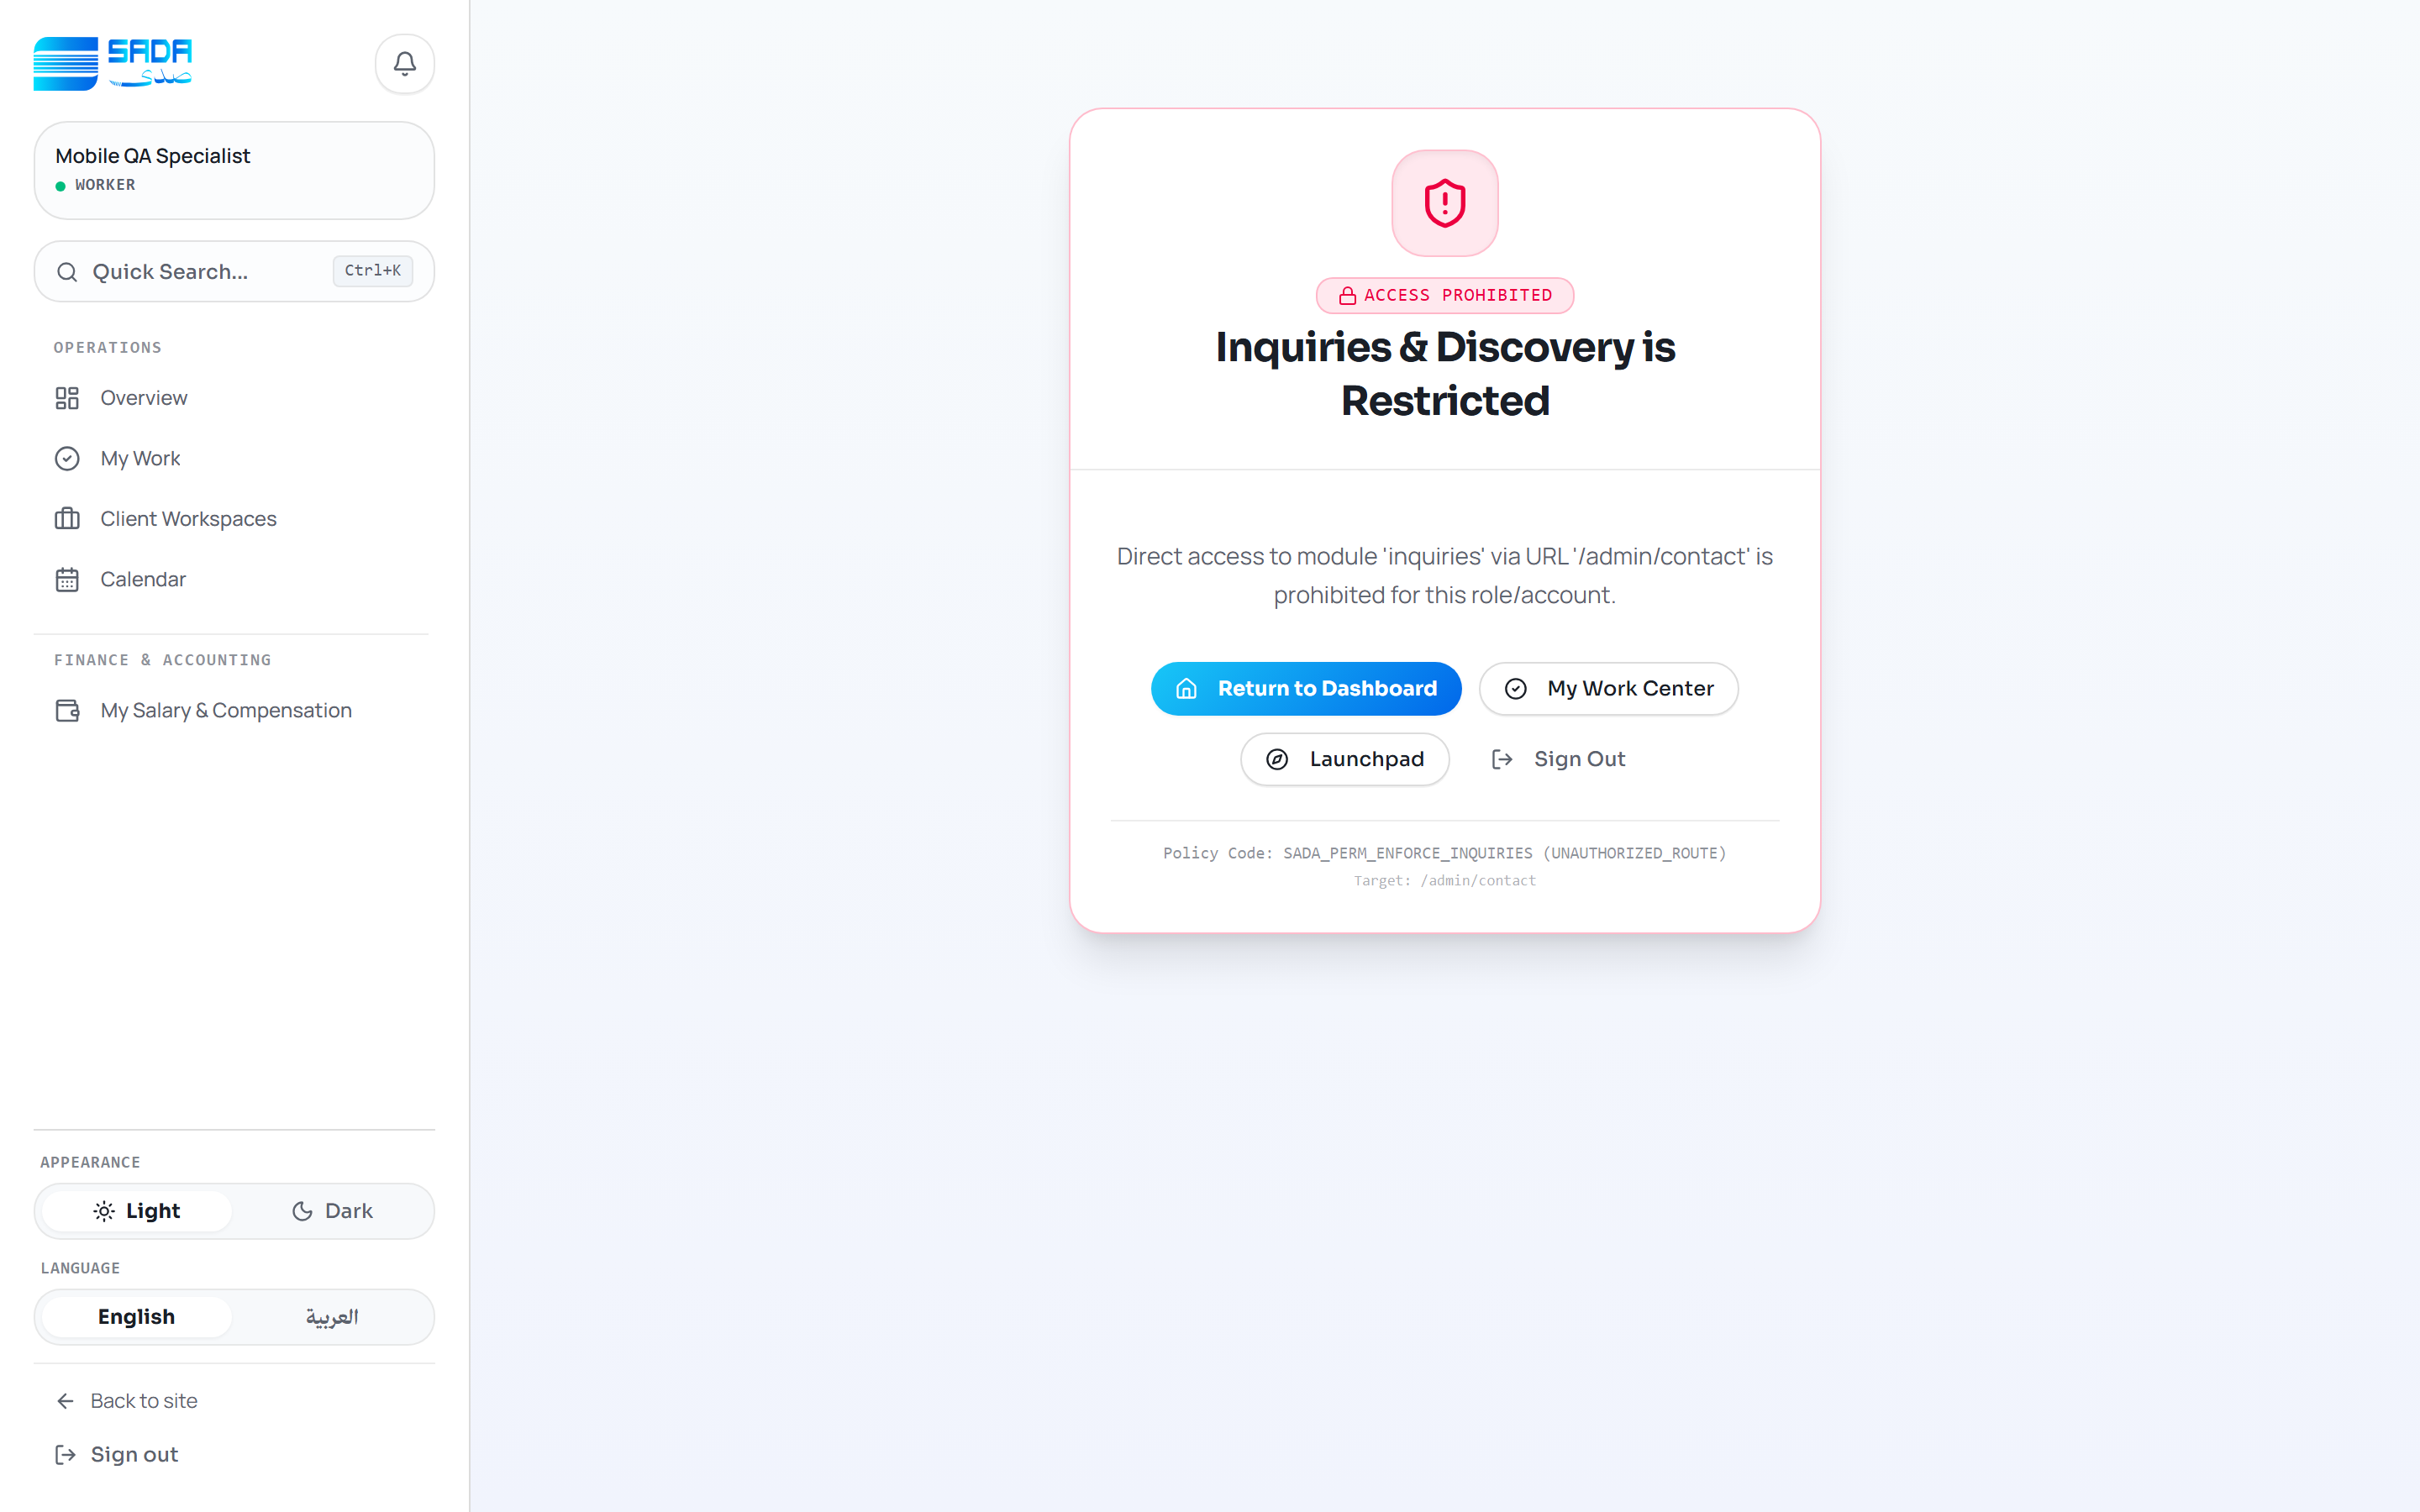 SADA
صدى
Mobile QA Specialist
WORKER
Quick Search...
Ctrl+K
OPERATIONS
Overview
My Work
Client Workspaces
Calendar
FINANCE & ACCOUNTING
My Salary & Compensation
APPEARANCE
Light
Dark
LANGUAGE
English
العربية
Back to site
Sign out
ACCESS PROHIBITED
Inquiries & Discovery is
Restricted
Direct access to module 'inquiries' via URL '/admin/contact' is
prohibited for this role/account.
Return to Dashboard
My Work Center
Launchpad
Sign Out
Policy Code: SADA_PERM_ENFORCE_INQUIRIES (UNAUTHORIZED_ROUTE)
Target: /admin/contact